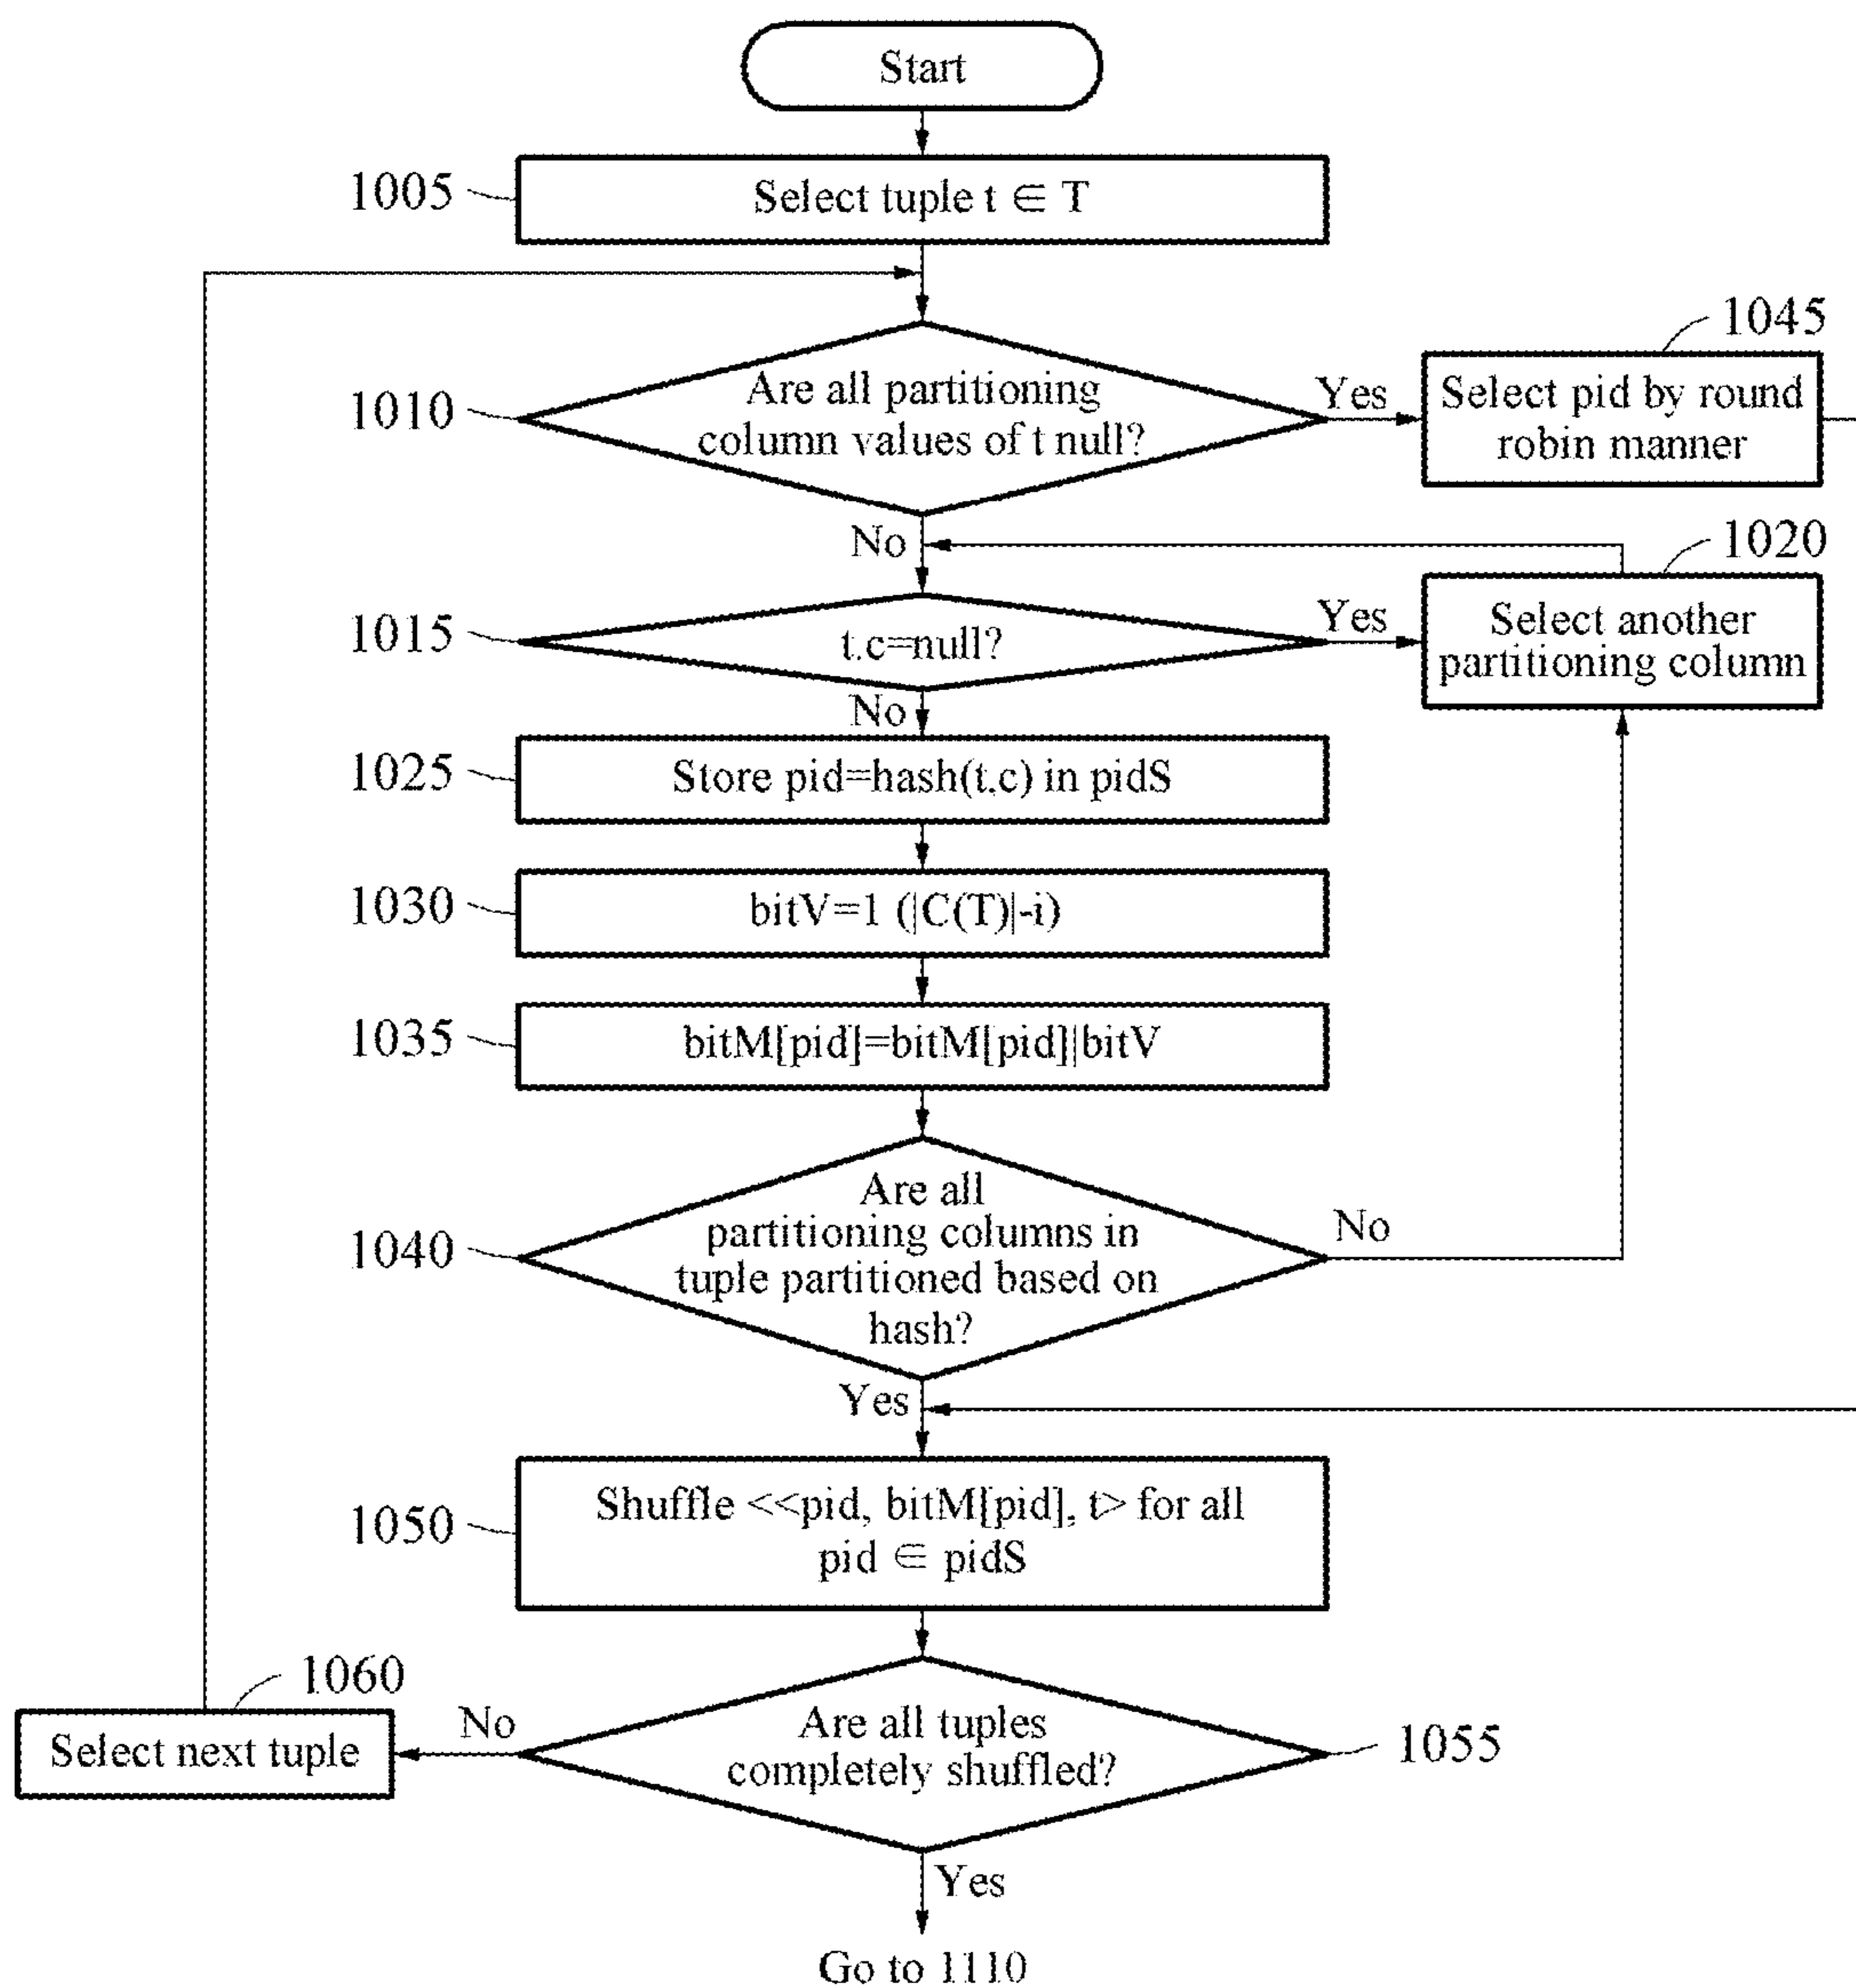 Start
1005
Select tuple t ∈ T
1045
1010
Are all partitioning
column values of t null?
Yes
Select pid by round
robin manner
No
1020
1015
t.c=null?
Yes
Select another
partitioning column
No
1025
Store pid=hash(t.c) in pidS
1030
bitV=1 (|C(T)|-i)
1035
bitM[pid]=bitM[pid]|bitV
1040
Are all
partitioning columns in
tuple partitioned based on
hash?
No
Yes
1050
Shuffle <<pid, bitM[pid], t> for all
pid ∈ pidS
1060
Select next tuple
No
Are all tuples
completely shuffled?
1055
Yes
Go to 1110